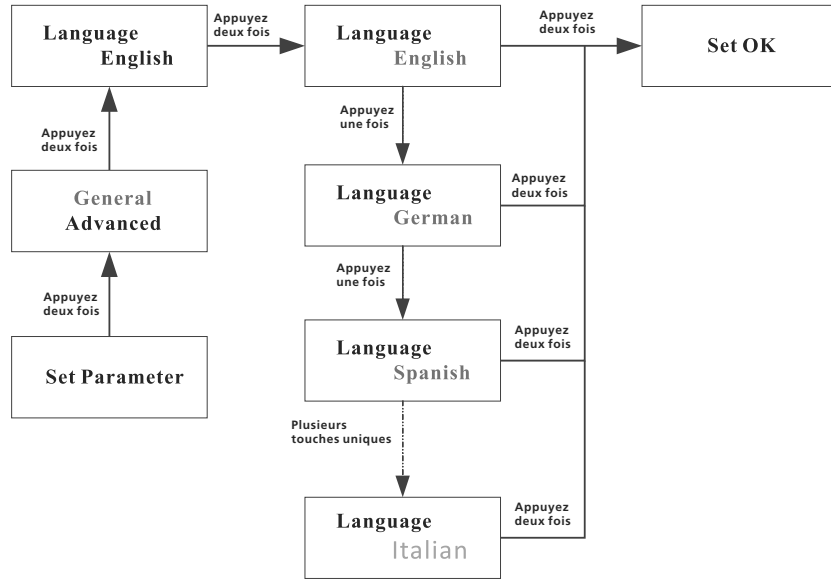 Appuyez
deux fois
Appuyez
deux fois
Language
English
Language
English
Set OK
Appuyez
deux fois
Appuyez
une fois
General
Advanced
Language
German
Appuyez
deux fois
Appuyez
deux fois
Appuyez
une fois
Set Parameter
Language
Spanish
Appuyez
deux fois
Plusieurs
touches uniques
Language
Italian
Appuyez
deux fois